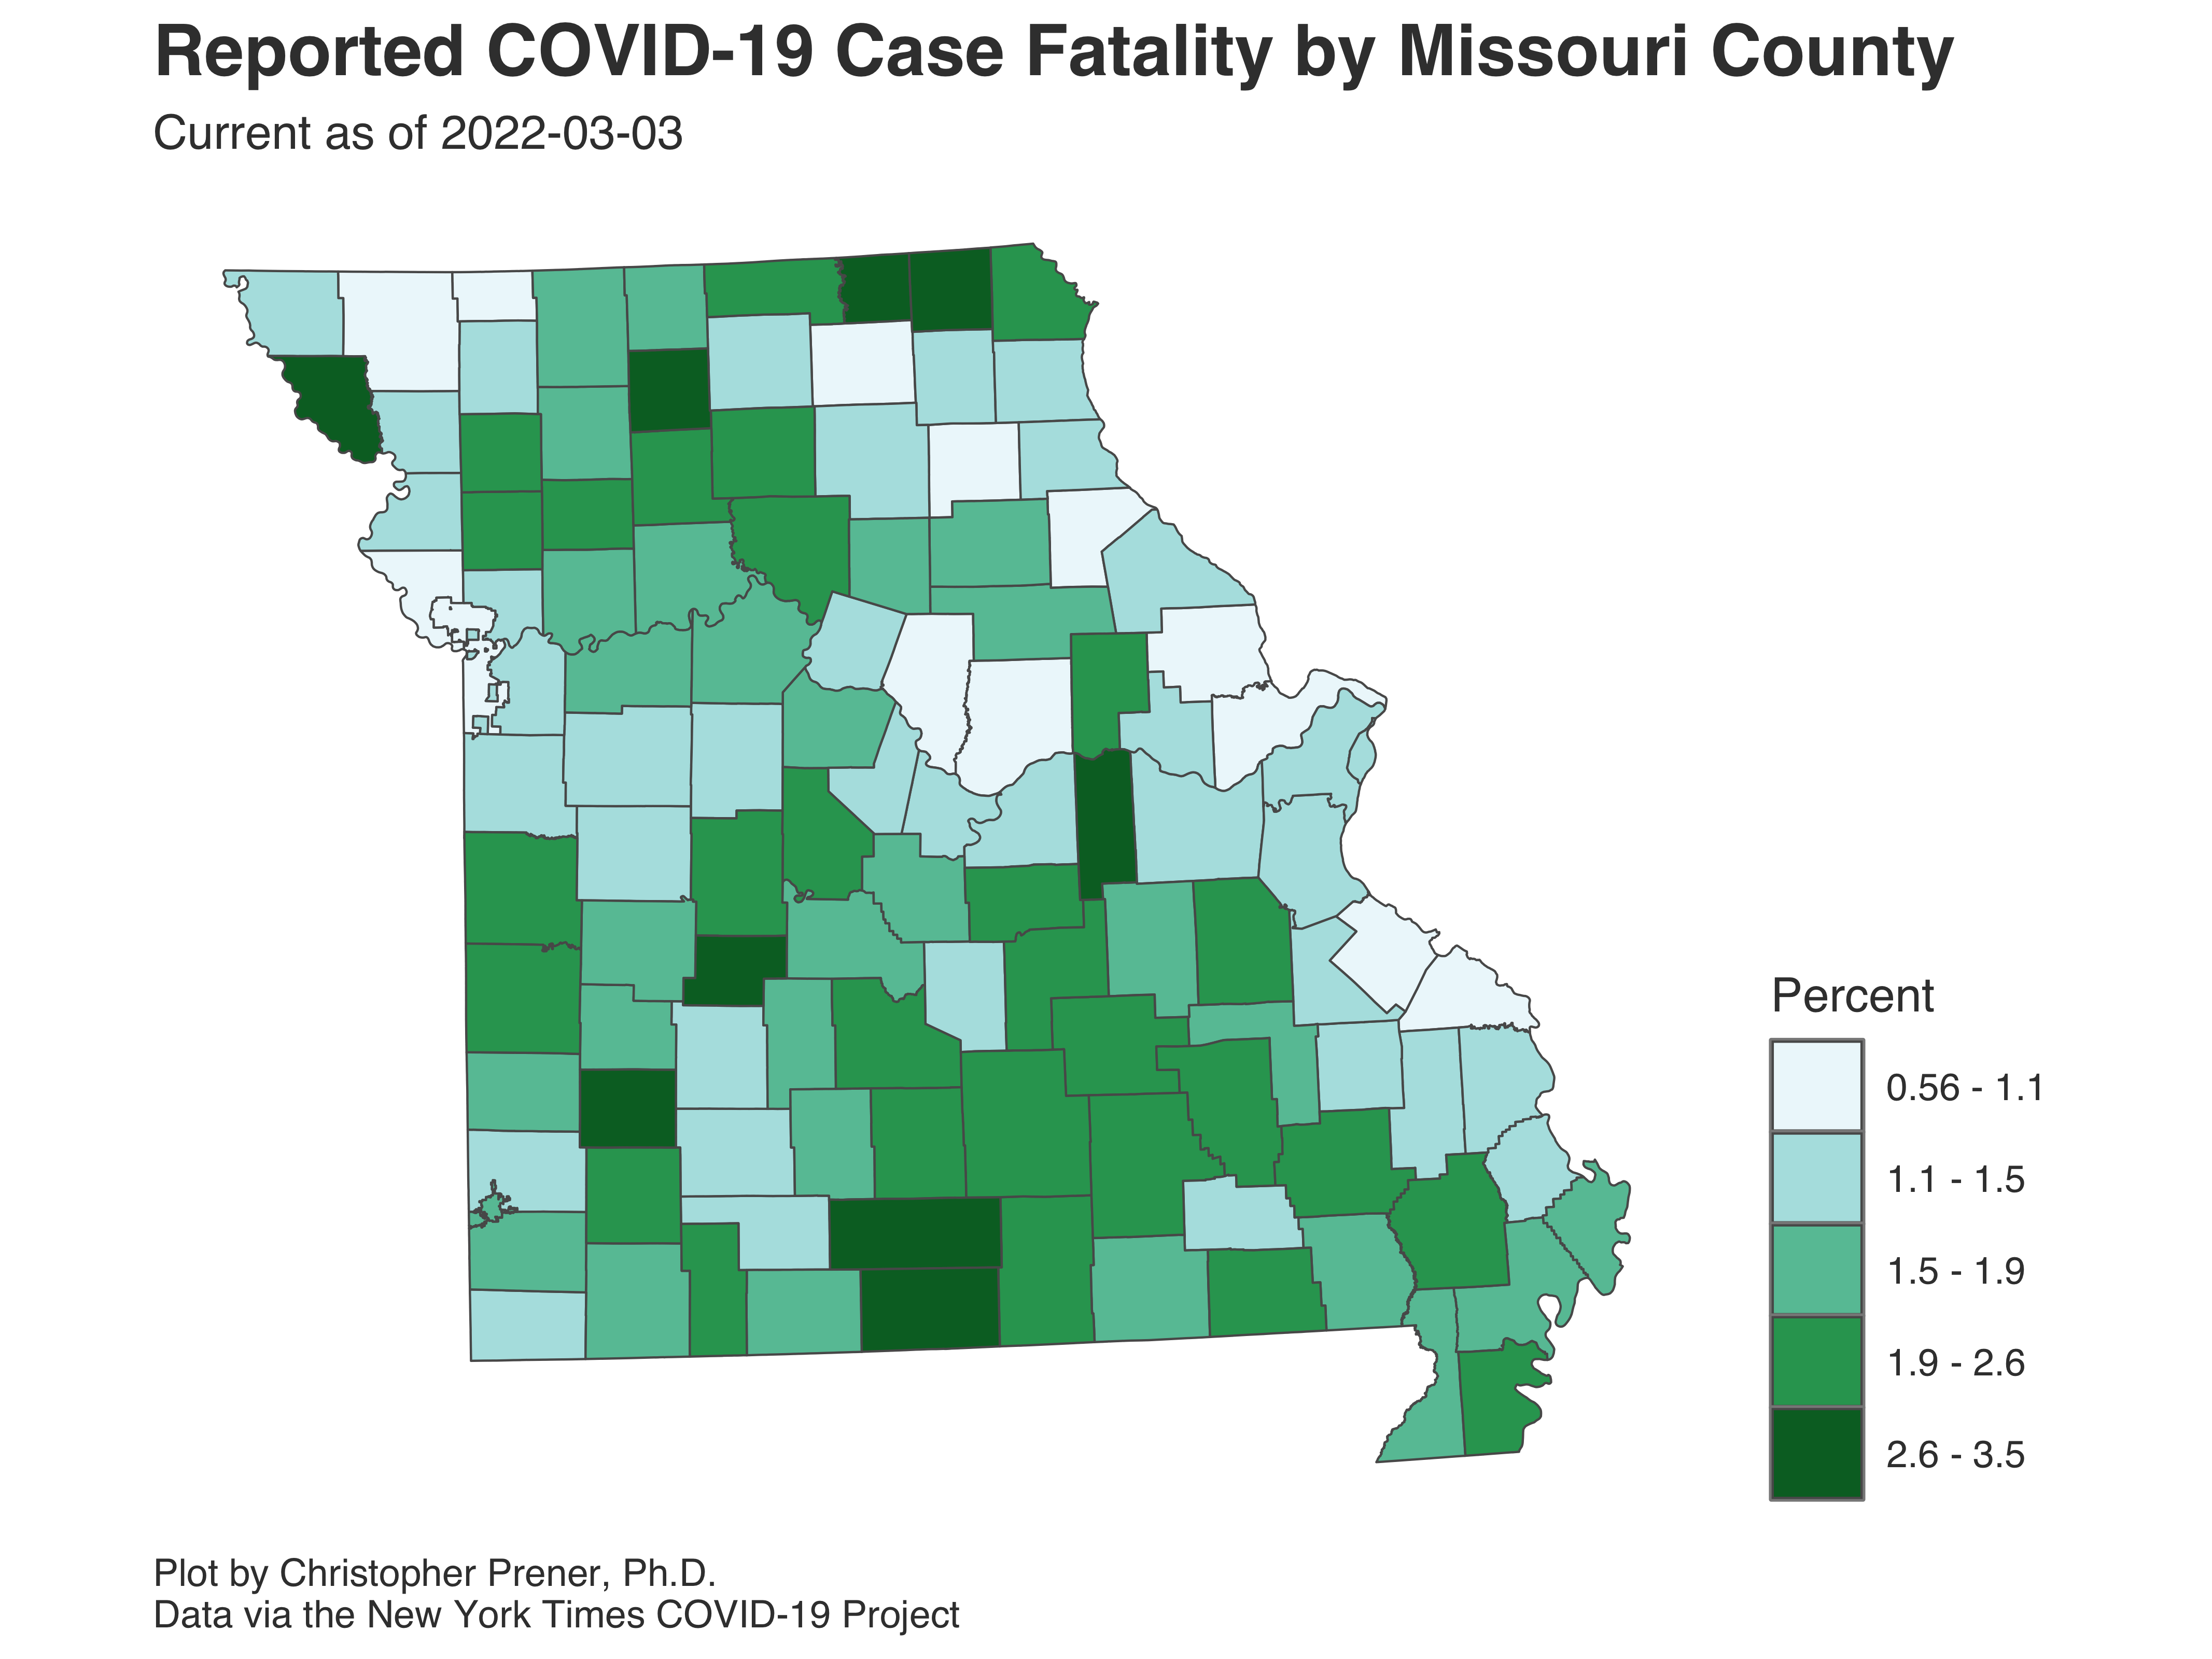 Reported COVID-19 Case Fatality by Missouri County
Current as of 2022-03-03
Percent
0.56 - 1.1
1.1 - 1.5
1.5 - 1.9
1.9 - 2.6
2.6 - 3.5
Plot by Christopher Prener, Ph.D.
Data via the New York Times COVID-19 Project